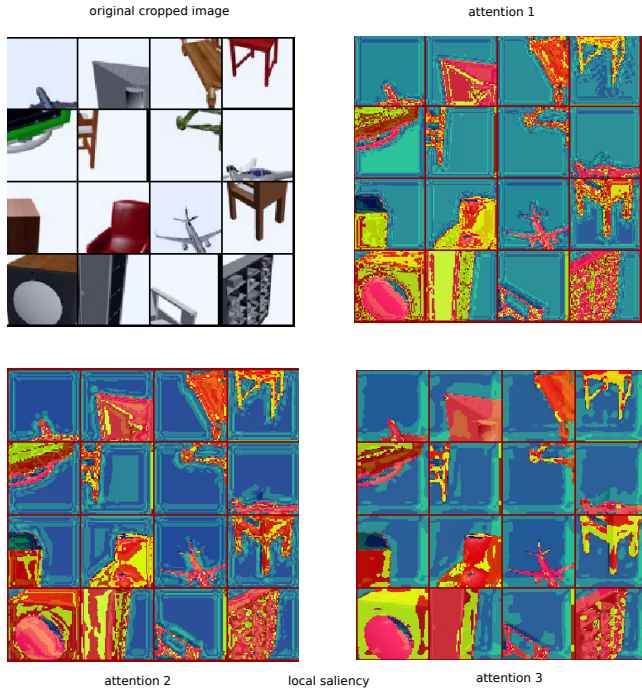 original cropped image
attention 1
attention 2
local saliency
attention 3